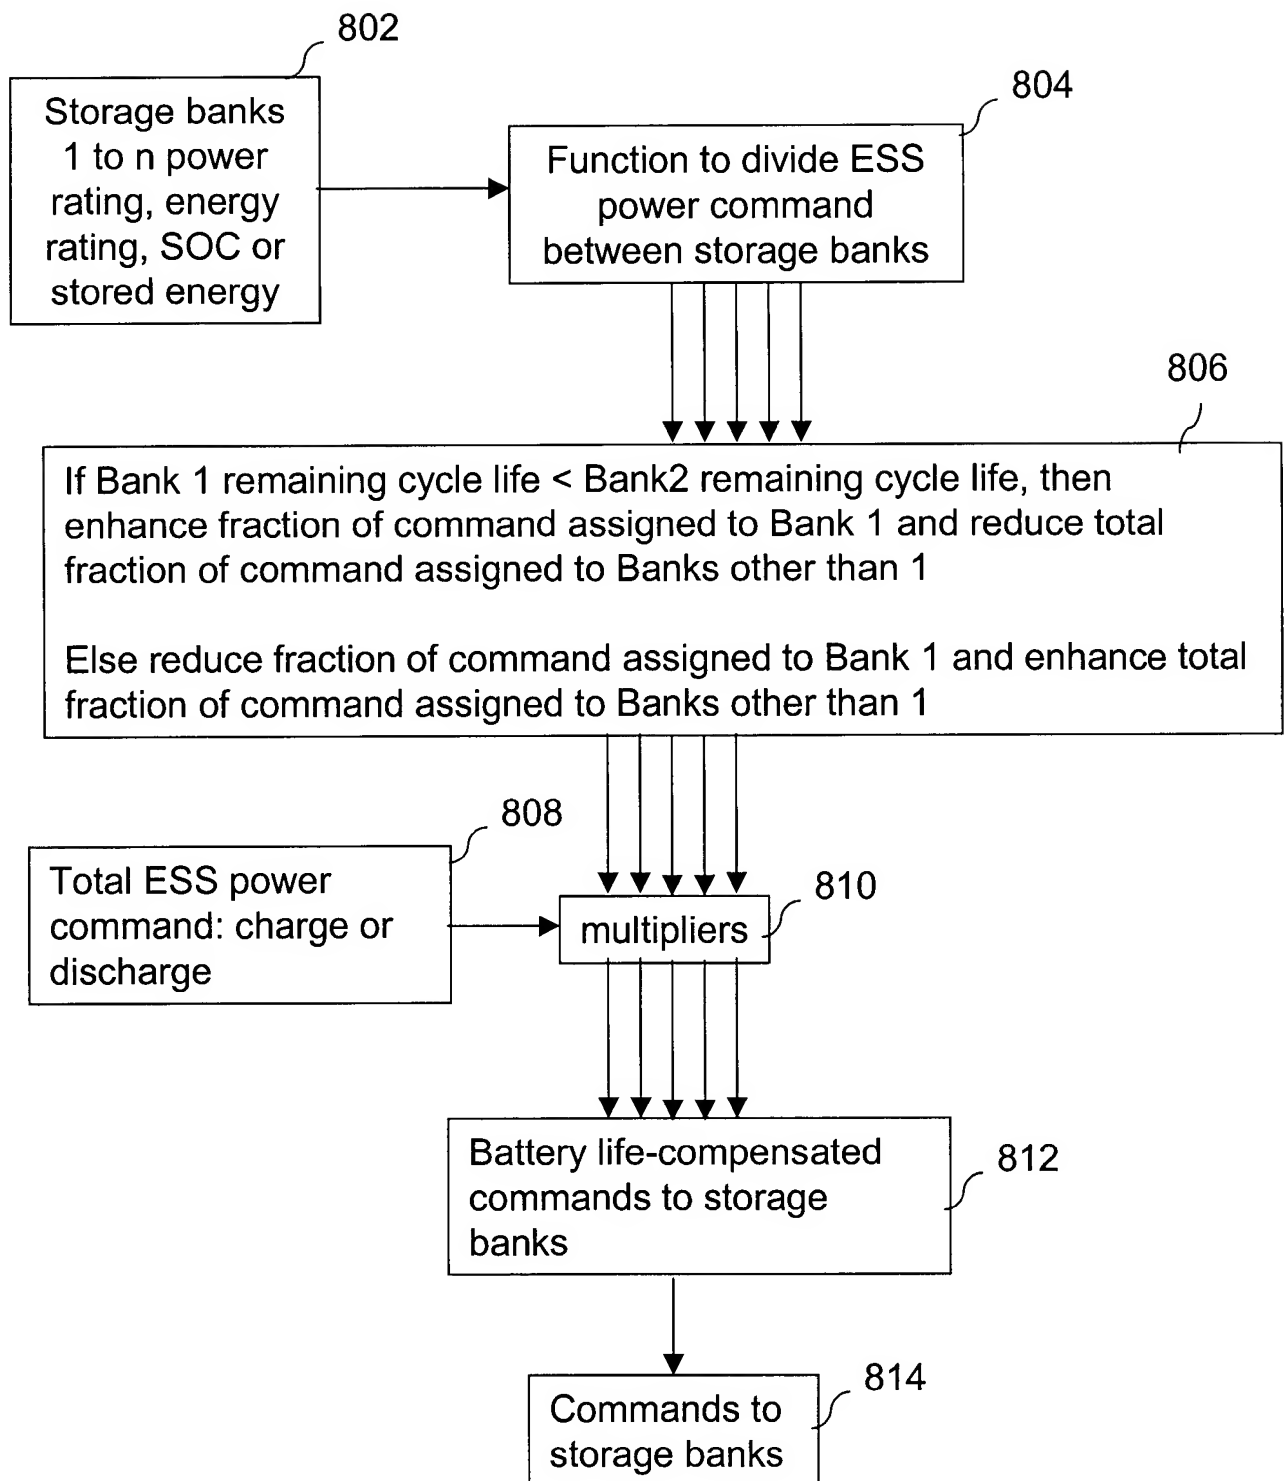 802
Storage banks
1 to n power
rating, energy
rating, SOC or
stored energy
804
Function to divide ESS
power command
between storage banks
806
If Bank 1 remaining cycle life < Bank2 remaining cycle life, then
enhance fraction of command assigned to Bank 1 and reduce total
fraction of command assigned to Banks other than 1
Else reduce fraction of command assigned to Bank 1 and enhance total
fraction of command assigned to Banks other than 1
808
Total ESS power
command: charge or
discharge
810
multipliers
812
Battery life-compensated
commands to storage
banks
814
Commands to
storage banks